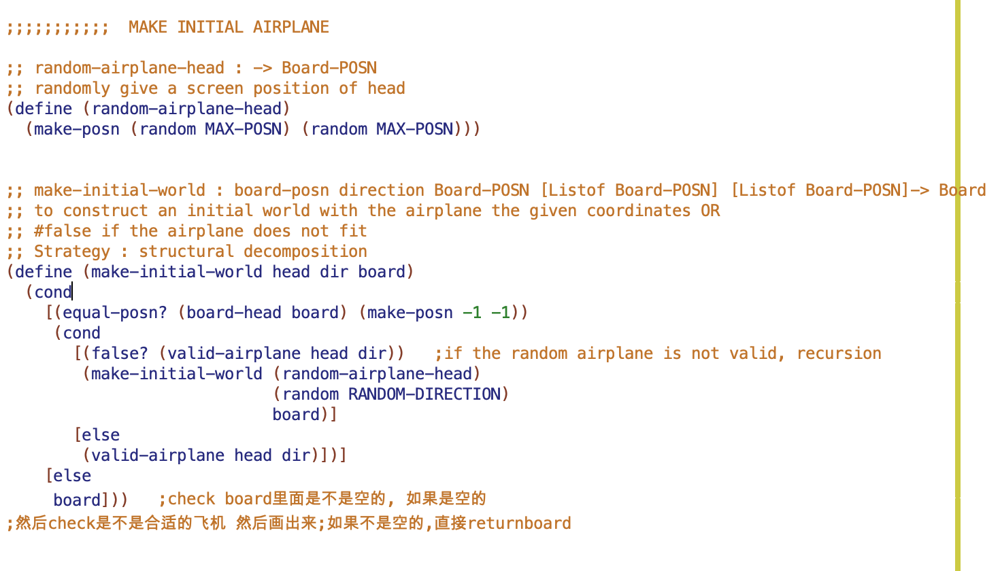 ;;;;;;;;;;;  MAKE INITIAL AIRPLANE
;; random-airplane-head : -> Board-POSN
;; randomly give a screen position of head
(define (random-airplane-head)
  (make-posn (random MAX-POSN) (random MAX-POSN)))
;; make-initial-world : board-posn direction Board-POSN [Listof Board-POSN] [Listof Board-POSN]-> Board
;; to construct an initial world with the airplane the given coordinates OR
;; #false if the airplane does not fit
;; Strategy : structural decomposition
(define (make-initial-world head dir board)
  (cond
    [(equal-posn? (board-head board) (make-posn -1 -1))
     (cond
       [(false? (valid-airplane head dir))   ;if the random airplane is not valid, recursion
        (make-initial-world (random-airplane-head)
                            (random RANDOM-DIRECTION)
                            board)]
       [else
        (valid-airplane head dir)])]
    [else
     board]))   ;check board里面是不是空的, 如果是空的
;然后check是不是合适的飞机 然后画出来;如果不是空的,直接returnboard